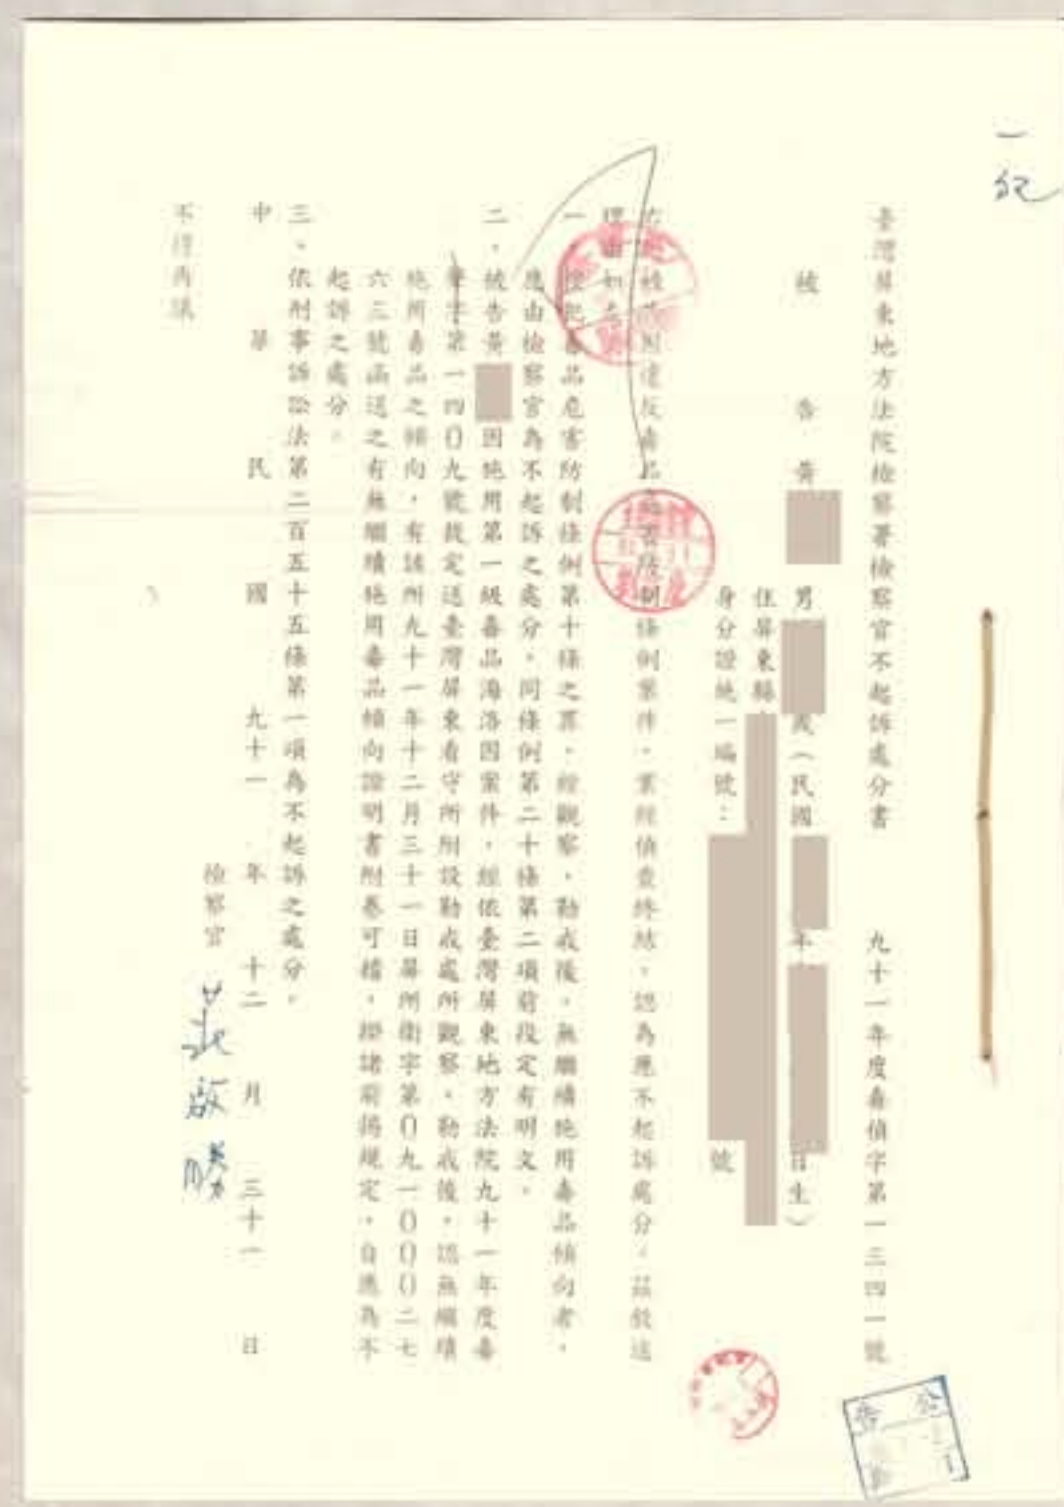 一紀
臺灣屏東地方法院檢察署檢察官不起訴處分書 九十一年度毒偵字第一三四一號
被 告 黃
男 歲(民國 年 日生)
住屏東縣
身分證統一編號: 號
被告因違反毒品危害防制條例案件,業經偵查終結,認為應不起訴處分,茲敘述
理由如左
一、犯毒品危害防制條例第十條之罪,經觀察、勒戒後,無繼續施用毒品傾向者,
應由檢察官為不起訴之處分,同條例第二十條第二項前段定有明文。
二、被告黃 因施用第一級毒品海洛因案件,經依臺灣屏東地方法院九十一年度毒
聲字第一四〇九號裁定送臺灣屏東看守所附設勒戒處所觀察、勒戒後,認無繼續
施用毒品之傾向,有該所九十一年十二月三十一日屏所衛字第〇九一〇〇〇二七
六三號函送之有無繼續施用毒品傾向證明書附卷可稽,揆諸前揭規定,自應為不
起訴之處分。
三、依刑事訴訟法第二百五十五條第一項為不起訴之處分。
中 華 民 國 九十一 年 十二 月 三十一 日
檢察官 莊啟勝
不得再議
公告